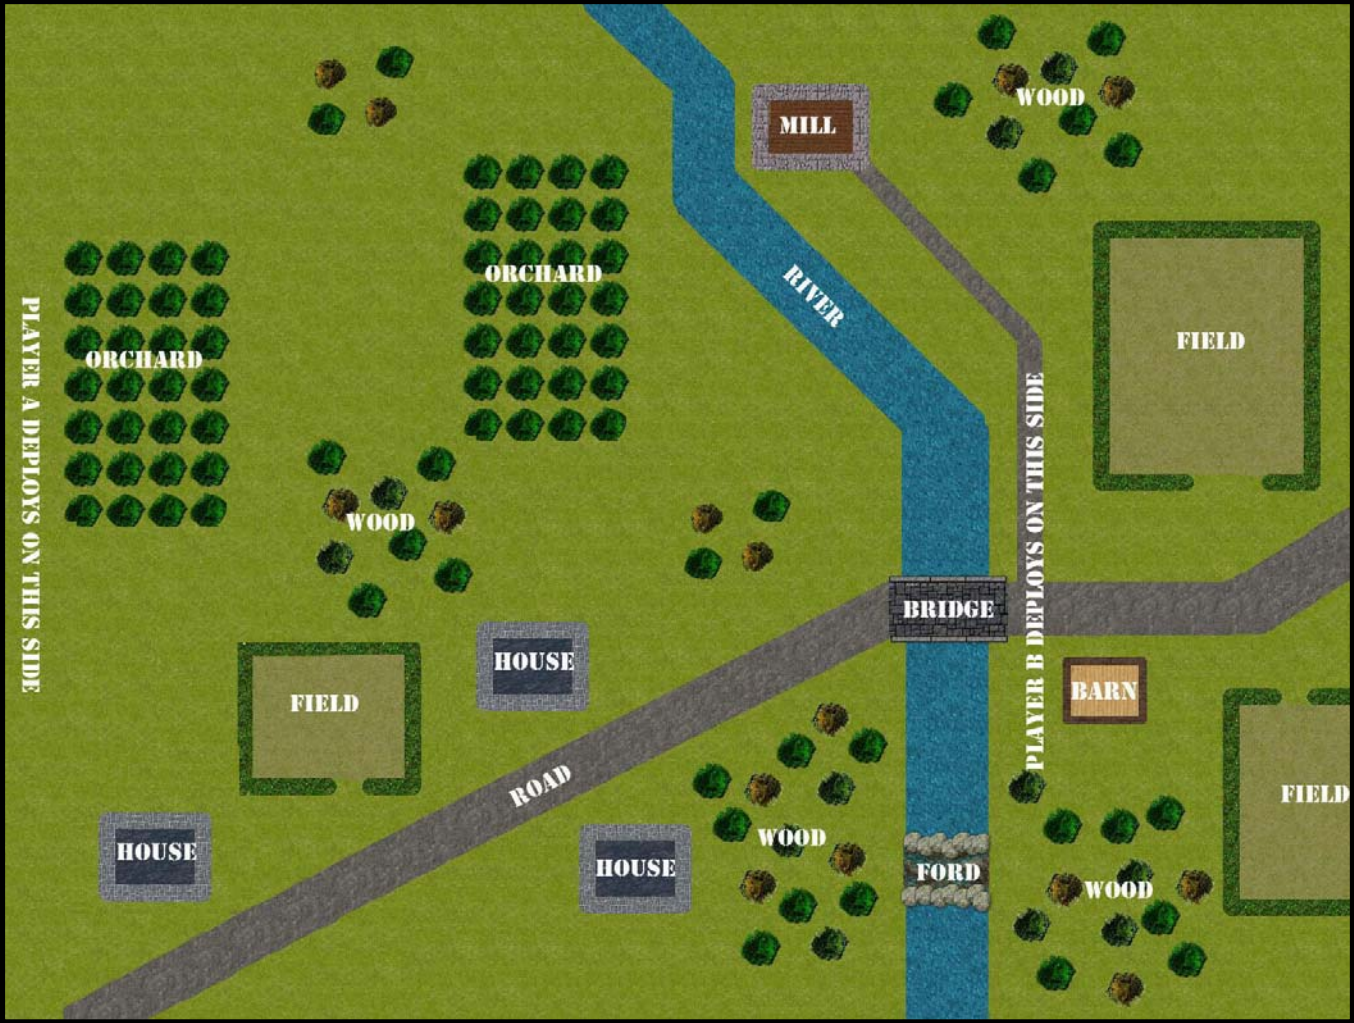 WOOD
MILL
ORCHARD
RIVER
FIELD
ORCHARD
PLAYER A DEPLOYS ON THIS SIDE
PLAYER B DEPLOYS ON THIS SIDE
WOOD
BRIDGE
HOUSE
BARN
FIELD
ROAD
FIELD
WOOD
HOUSE
HOUSE
FORD
WOOD